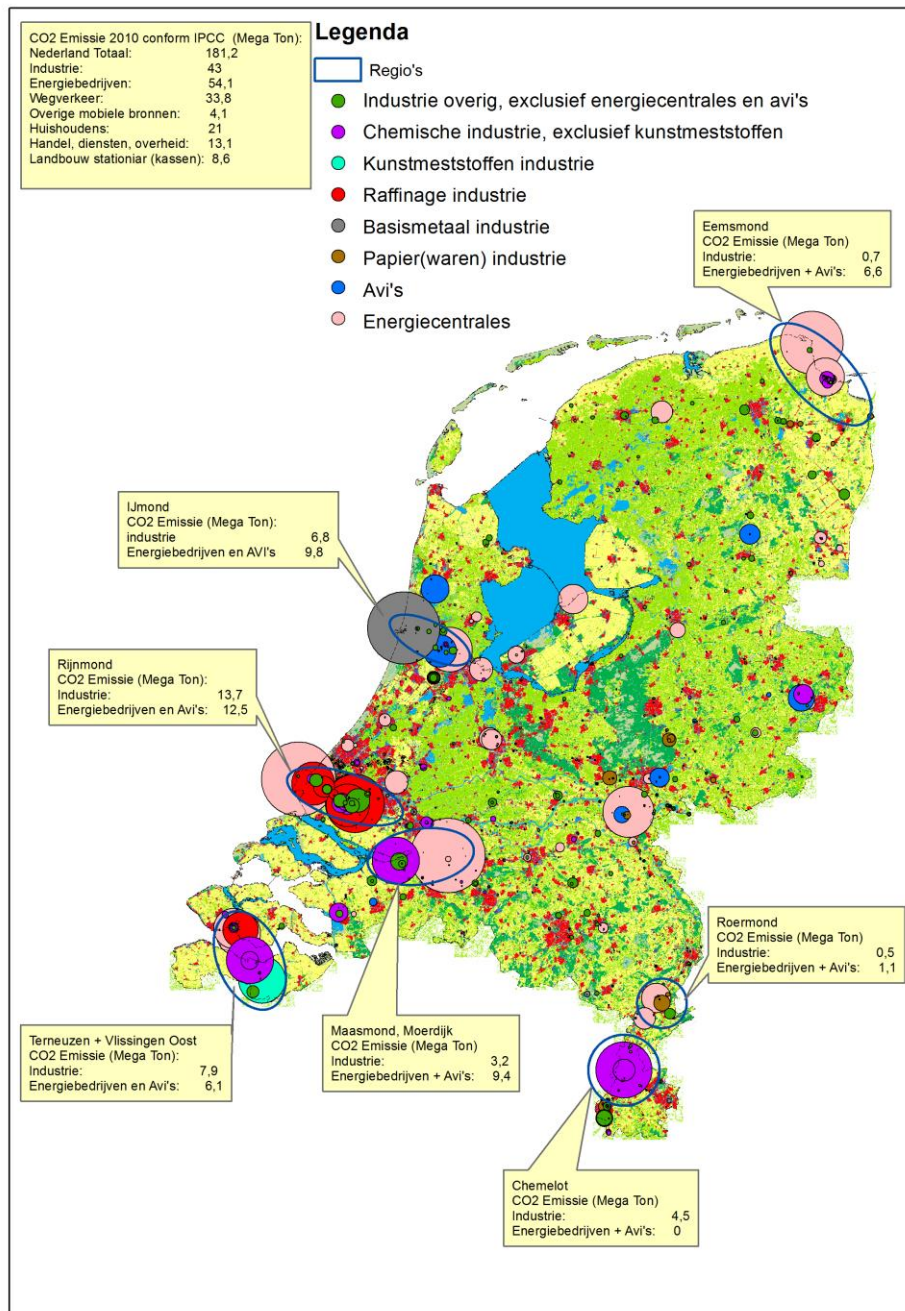 CO2 Emissie 2010 conform IPCC (Mega Ton):
Nederland Totaal: 181,2
Industrie: 43
Energiebedrijven: 54,1
Wegverkeer: 33,8
Overige mobiele bronnen: 4,1
Huishoudens: 21
Handel, diensten, overheid: 13,1
Landbouw stationiar (kassen): 8,6
Legenda
Regio's
Industrie overig, exclusief energiecentrales en avi's
Chemische industrie, exclusief kunstmeststoffen
Kunstmeststoffen industrie
Raffinage industrie
Basismetaal industrie
Papier(waren) industrie
Avi's
Energiecentrales
Eemsmond
CO2 Emissie (Mega Ton)
Industrie: 0,7
Energiebedrijven + Avi's: 6,6
IJmond
CO2 Emissie (Mega Ton):
industrie 6,8
Energiebedrijven en AVI's 9,8
Rijnmond
CO2 Emissie (Mega Ton):
Industrie: 13,7
Energiebedrijven en Avi's: 12,5
Roermond
CO2 Emissie (Mega Ton)
Industrie: 0,5
Energiebedrijven + Avi's: 1,1
Terneuzen + Vlissingen Oost
CO2 Emissie (Mega Ton):
Industrie: 7,9
Energiebedrijven en Avi's: 6,1
Maasmond, Moerdijk
CO2 Emissie (Mega Ton)
Industrie: 3,2
Energiebedrijven + Avi's: 9,4
Chemelot
CO2 Emissie (Mega Ton)
Industrie: 4,5
Energiebedrijven + Avi's: 0